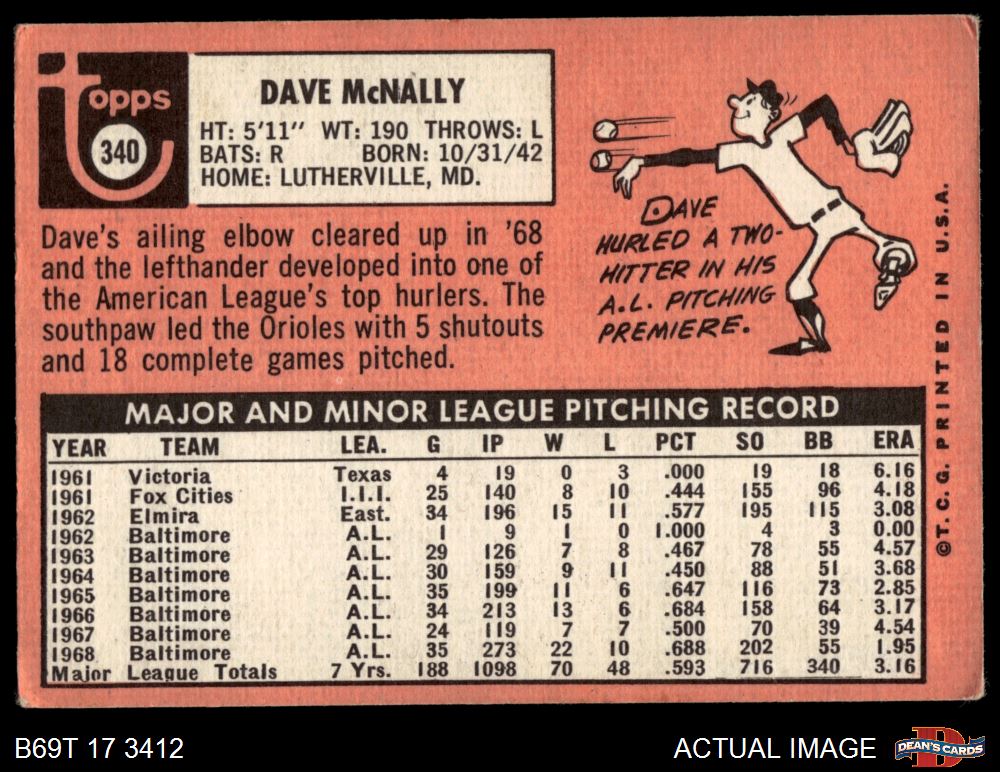 Topps
340
DAVE McNALLY
HT: 5'11" WT: 190 THROWS: L
BATS: R BORN: 10/31/42
HOME: LUTHERVILLE, MD.
Dave's ailing elbow cleared up in '68
and the lefthander developed into one of
the American League's top hurlers. The
southpaw led the Orioles with 5 shutouts
and 18 complete games pitched.
DAVE
HURLED A TWO-
HITTER IN HIS
A.L. PITCHING
PREMIERE.
MAJOR AND MINOR LEAGUE PITCHING RECORD
YEAR TEAM LEA. G IP W L PCT SO BB ERA
1961 Victoria Texas 4 19 0 3 .000 19 18 6.16
1961 Fox Cities I.I.I. 25 140 8 10 .444 155 96 4.18
1962 Elmira East. 34 196 15 11 .577 195 115 3.08
1962 Baltimore A.L. 1 9 1 0 1.000 4 3 0.00
1963 Baltimore A.L. 29 126 7 8 .467 78 55 4.57
1964 Baltimore A.L. 30 159 9 11 .450 88 51 3.68
1965 Baltimore A.L. 35 199 11 6 .647 116 73 2.85
1966 Baltimore A.L. 34 213 13 6 .684 158 64 3.17
1967 Baltimore A.L. 24 119 7 7 .500 70 39 4.54
1968 Baltimore A.L. 35 273 22 10 .688 202 55 1.95
Major League Totals 7 Yrs. 188 1098 70 48 .593 716 340 3.16
© T. C. G. PRINTED IN U.S.A.
B69T 17 3412
ACTUAL IMAGE
D
DEAN'S CARDS